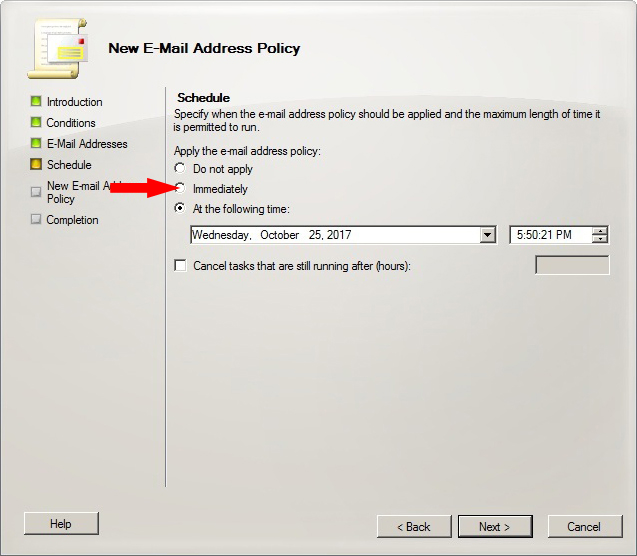 New E-Mail Address Policy
Introduction
Conditions
E-Mail Addresses
Schedule
New E-mail
Policy
Completion
Schedule
Specify when the e-mail address policy should be applied and the maximum length of time it
is permitted to run.
Apply the e-mail address policy:
Do not apply
Immediately
At the following time:
Wednesday, October 25, 2017
5:50:21 PM
Cancel tasks that are still running after (hours):
Help
< Back
Next >
Cancel